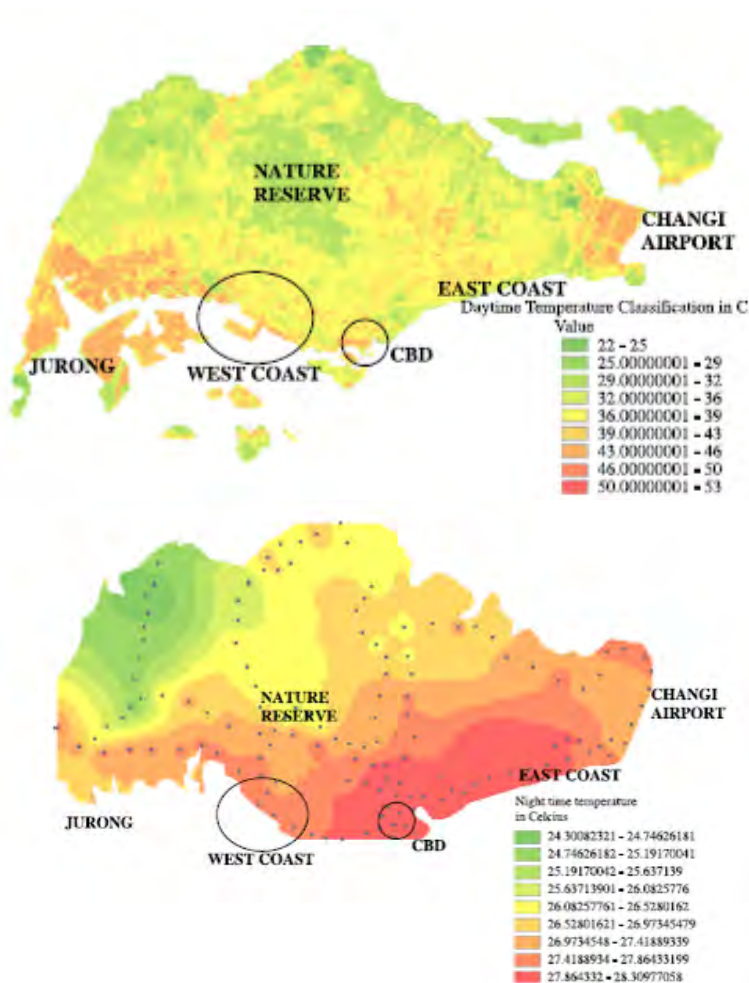 NATURE
RESERVE
CHANGI
AIRPORT
EAST COAST
Daytime Temperature Classification in C
Value
JURONG
WEST COAST
CBD
22 - 25
25.00000001 - 29
29.00000001 - 32
32.00000001 - 36
36.00000001 - 39
39.00000001 - 43
43.00000001 - 46
46.00000001 - 50
50.00000001 - 53
NATURE
RESERVE
CHANGI
AIRPORT
EAST COAST
JURONG
WEST COAST
CBD
Night time temperature
in Celcius
24.30082321 - 24.74626181
24.74626182 - 25.19170041
25.19170042 - 25.637139
25.63713901 - 26.0825776
26.08257761 - 26.5280162
26.52801621 - 26.97345479
26.9734548 - 27.41889339
27.4188934 - 27.86433199
27.864332 - 28.30977058